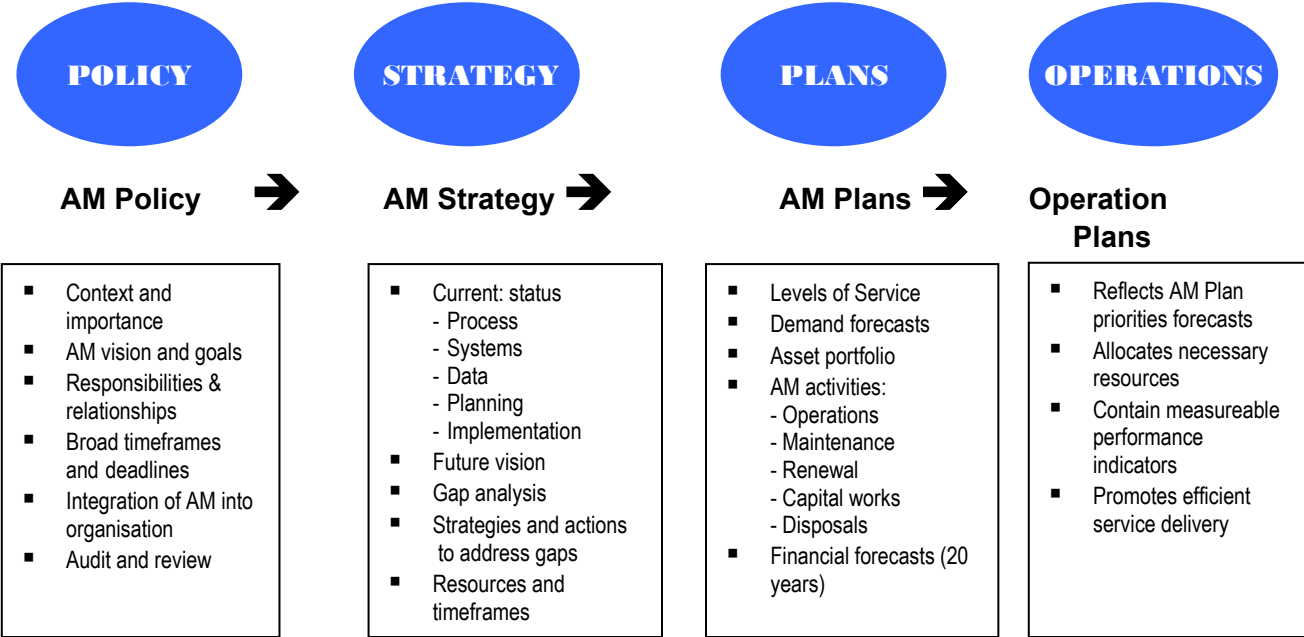 POLICY
STRATEGY
PLANS
OPERATIONS
AM Policy ➔
AM Strategy ➔
AM Plans ➔
Operation
Plans
▪ Context and
importance
▪ AM vision and goals
▪ Responsibilities &
relationships
▪ Broad timeframes
and deadlines
▪ Integration of AM into
organisation
▪ Audit and review
▪ Current: status
- Process
- Systems
- Data
- Planning
- Implementation
▪ Future vision
▪ Gap analysis
▪ Strategies and actions
to address gaps
▪ Resources and
timeframes
▪ Levels of Service
▪ Demand forecasts
▪ Asset portfolio
▪ AM activities:
- Operations
- Maintenance
- Renewal
- Capital works
- Disposals
▪ Financial forecasts (20
years)
▪ Reflects AM Plan
priorities forecasts
▪ Allocates necessary
resources
▪ Contain measureable
performance
indicators
▪ Promotes efficient
service delivery